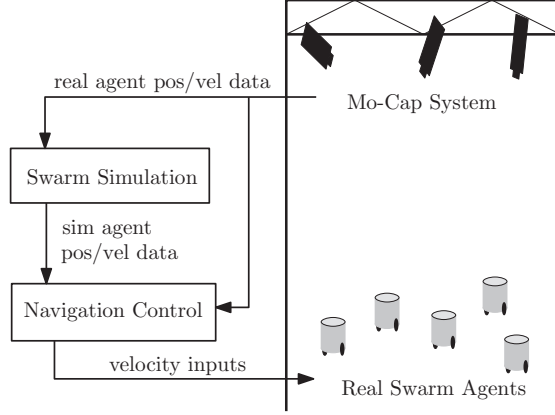 real agent pos/vel data
Mo-Cap System
Swarm Simulation
sim agent
pos/vel data
Navigation Control
velocity inputs
Real Swarm Agents